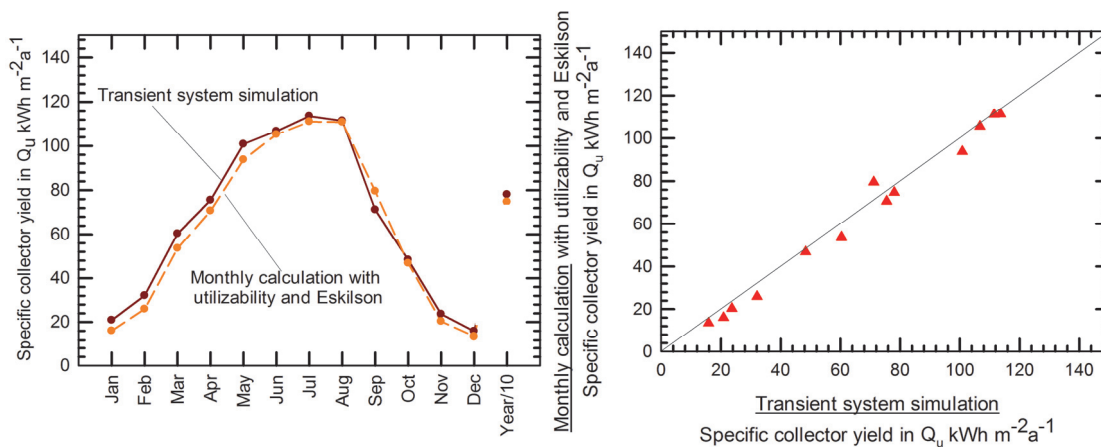 Specific collector yield in Qu kWh m-2a-1
140
120
100
80
60
40
20
0
Transient system simulation
Monthly calculation with
utilizability and Eskilson
Jan
Feb
Mar
Apr
May
Jun
Jul
Aug
Sep
Oct
Nov
Dec
Year/10
Monthly calculation with utilizability and Eskilson
Specific collector yield in Qu kWh m-2a-1
140
120
100
80
60
40
20
0
0
20
40
60
80
100
120
140
Transient system simulation
Specific collector yield in Qu kWh m-2a-1